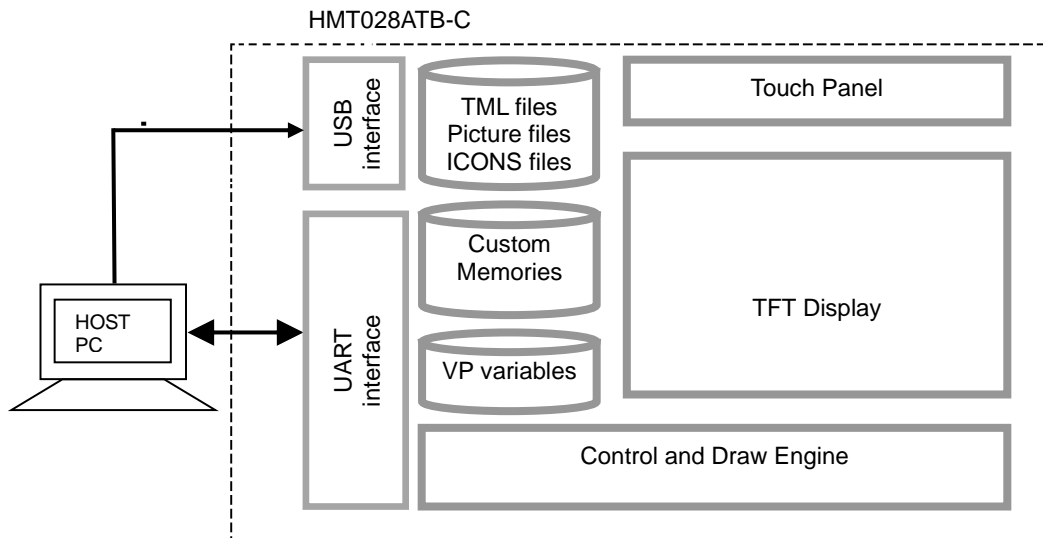 HMT028ATB-C
USB
interface
TML files
Picture files
ICONS files
Touch Panel
Custom
Memories
TFT Display
HOST
PC
UART
interface
VP variables
Control and Draw Engine